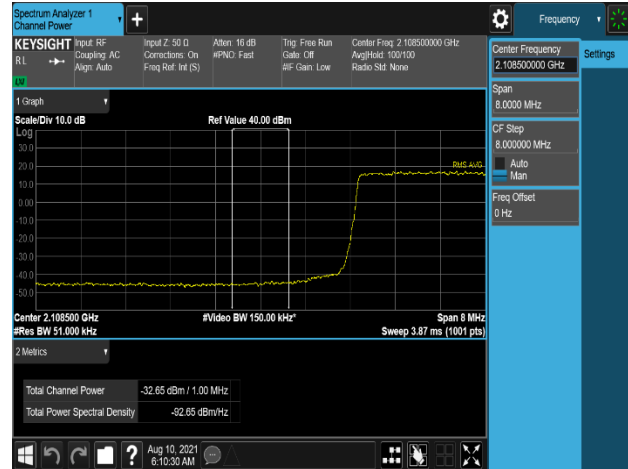 Spectrum Analyzer 1
Channel Power
+
Frequency
KEYSIGHT
Input: RF
Input Z: 50 Ω
Atten: 16 dB
Trig: Free Run
Center Freq: 2.108500000 GHz
RL
Coupling: AC
Corrections: On
#PNO: Fast
Gate: Off
Avg|Hold: 100/100
Align: Auto
Freq Ref: Int (S)
#IF Gain: Low
Radio Std: None
Center Frequency
2.108500000 GHz
Settings
Span
8.0000 MHz
CF Step
8.000000 MHz
Auto
Man
Freq Offset
0 Hz
1 Graph
Scale/Div 10.0 dB
Ref Value 40.00 dBm
Log
30.0
RMS AVG
20.0
10.0
0.00
-10.0
-20.0
-30.0
-40.0
-50.0
Center 2.108500 GHz
#Video BW 150.00 kHz*
Span 8 MHz
#Res BW 51.000 kHz
Sweep 3.87 ms (1001 pts)
2 Metrics
Total Channel Power
-32.65 dBm / 1.00 MHz
Total Power Spectral Density
-92.65 dBm/Hz
?
Aug 10, 2021
6:10:30 AM